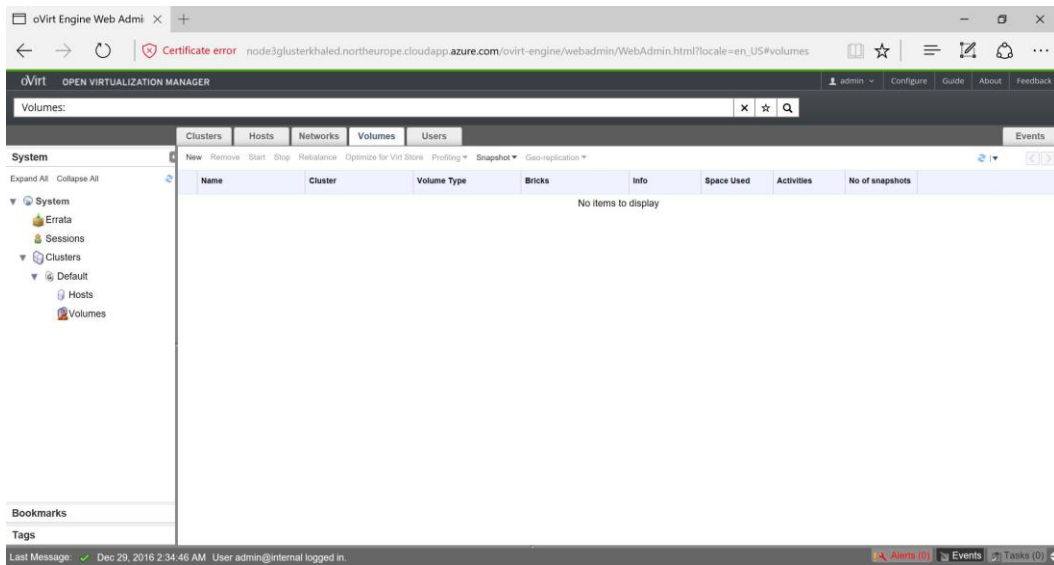 oVirt Engine Web Admi
Certificate error node3glusterkhaled.northeurope.cloudapp.azure.com/ovirt-engine/webadmin/WebAdmin.html?locale=en_US#volumes
oVirt OPEN VIRTUALIZATION MANAGER admin Configure Guide About Feedback
Volumes:
Clusters Hosts Networks Volumes Users Events
System New Remove Start Stop Rebalance Optimize for Virt Store Profiling Snapshot Geo-replication
Expand All Collapse All Name Cluster Volume Type Bricks Info Space Used Activities No of snapshots
System No items to display
Errata
Sessions
Clusters
Default
Hosts
Volumes
Bookmarks
Tags
Last Message: Dec 29, 2016 2:34:46 AM User admin@internal logged in. Alerts (0) Events Tasks (0)